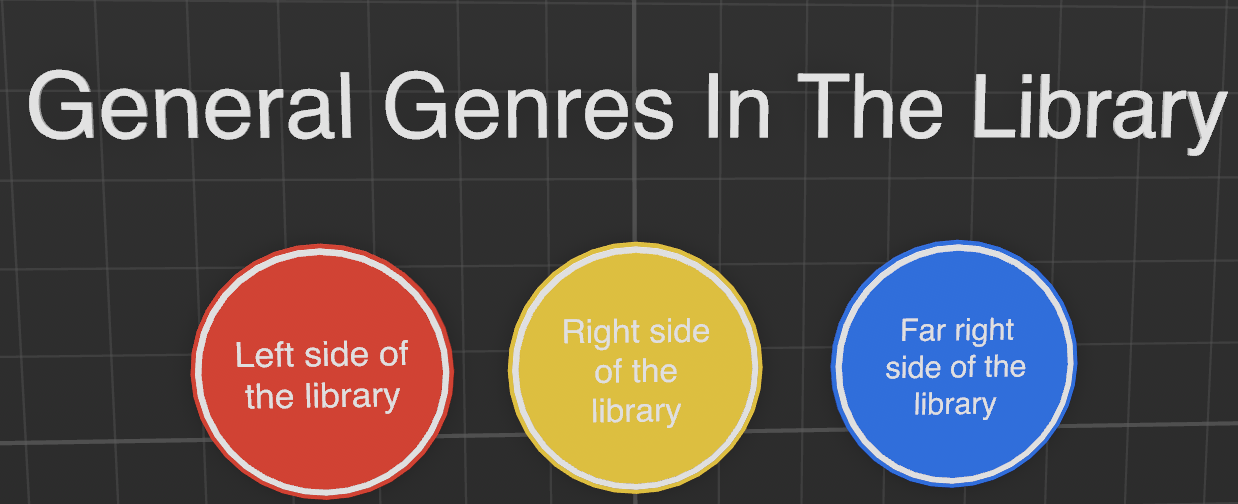 General Genres In The Library
Left side of
the library
Right side
of the
library
Far right
side of the
library